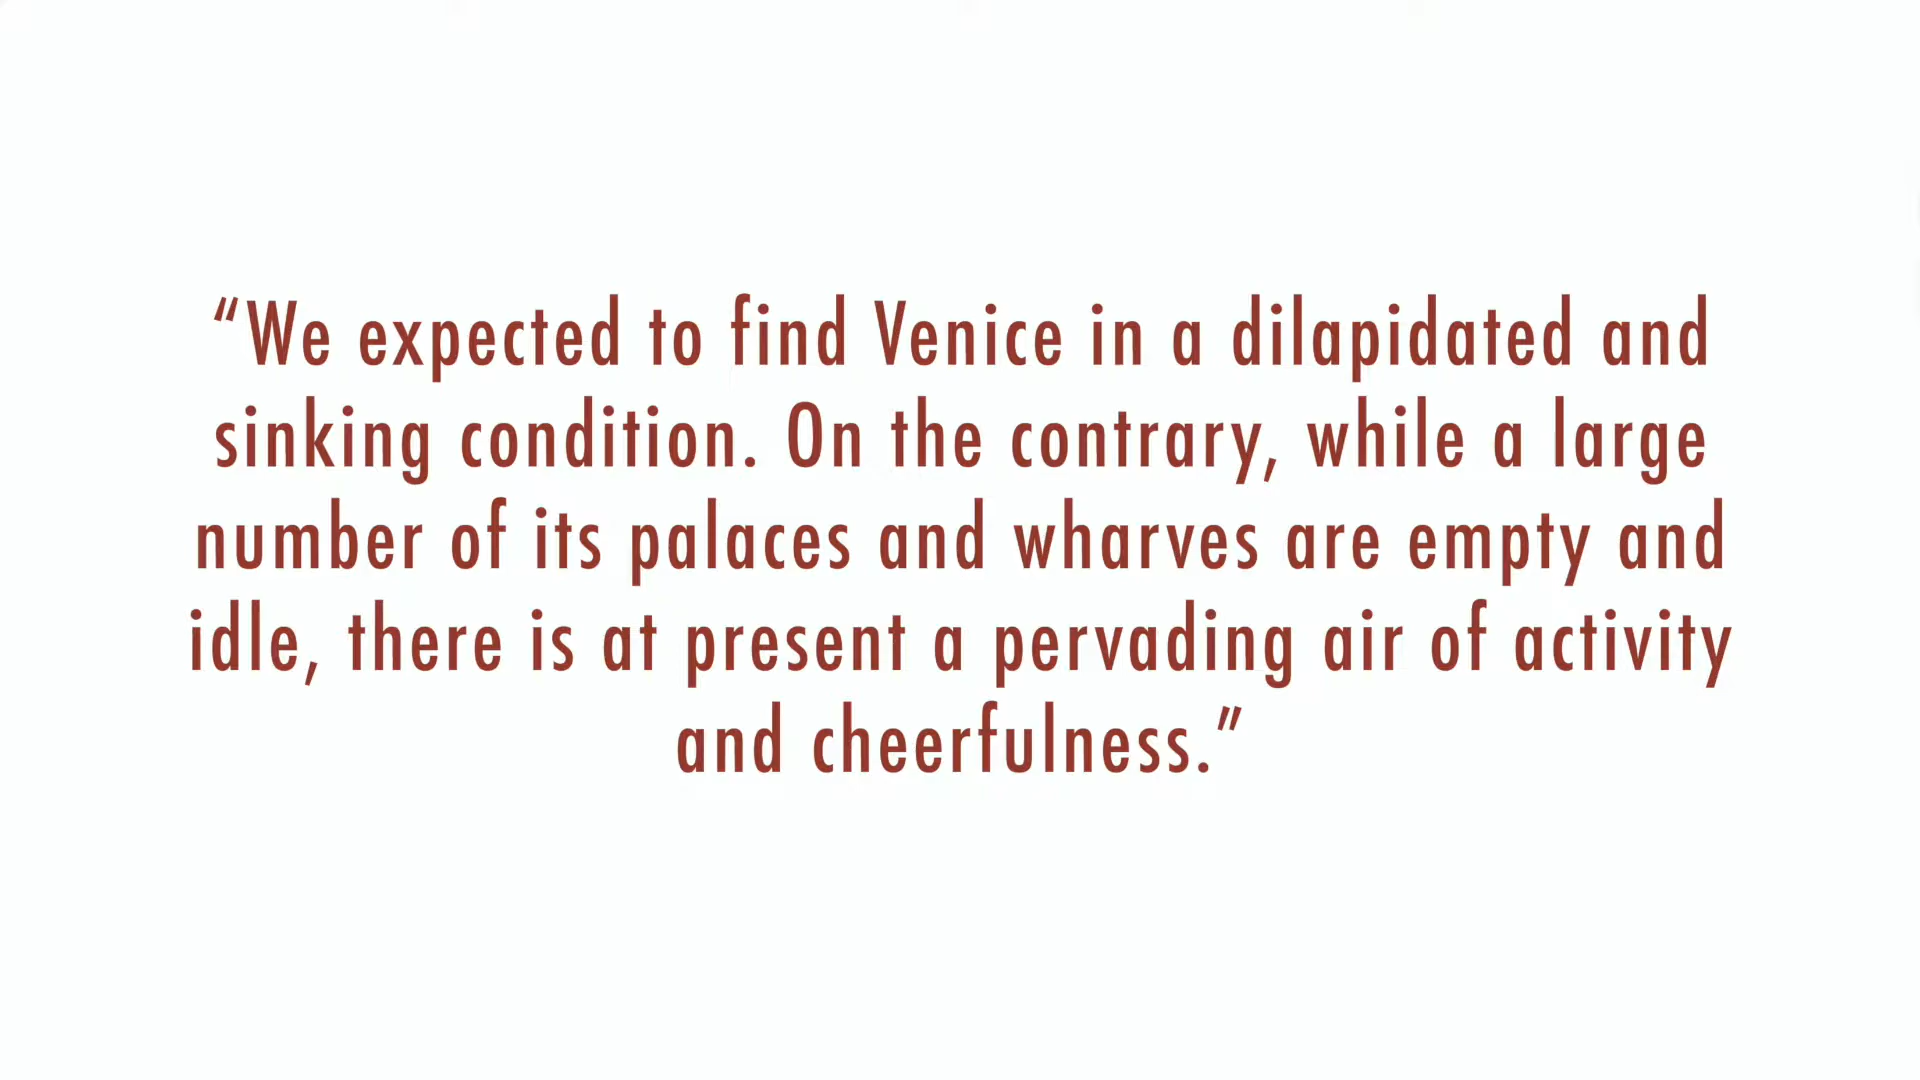 “We expected to find Venice in a dilapidated and
sinking condition. On the contrary, while a large
number of its palaces and wharves are empty and
idle, there is at present a pervading air of activity
and cheerfulness.”